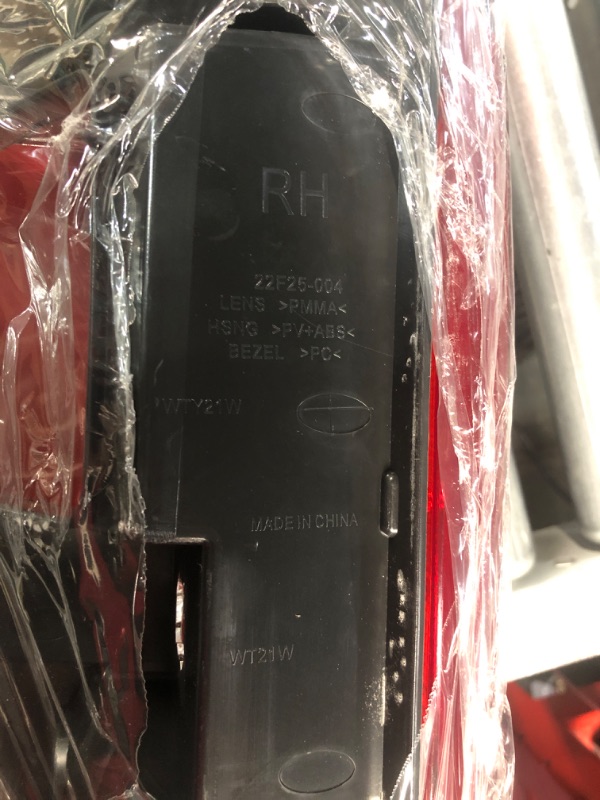 RH
22F25-004
LENS >PMMA<
HSNG >PV+ABS<
BEZEL >PC<
WTY21W
MADE IN CHINA
WT21W